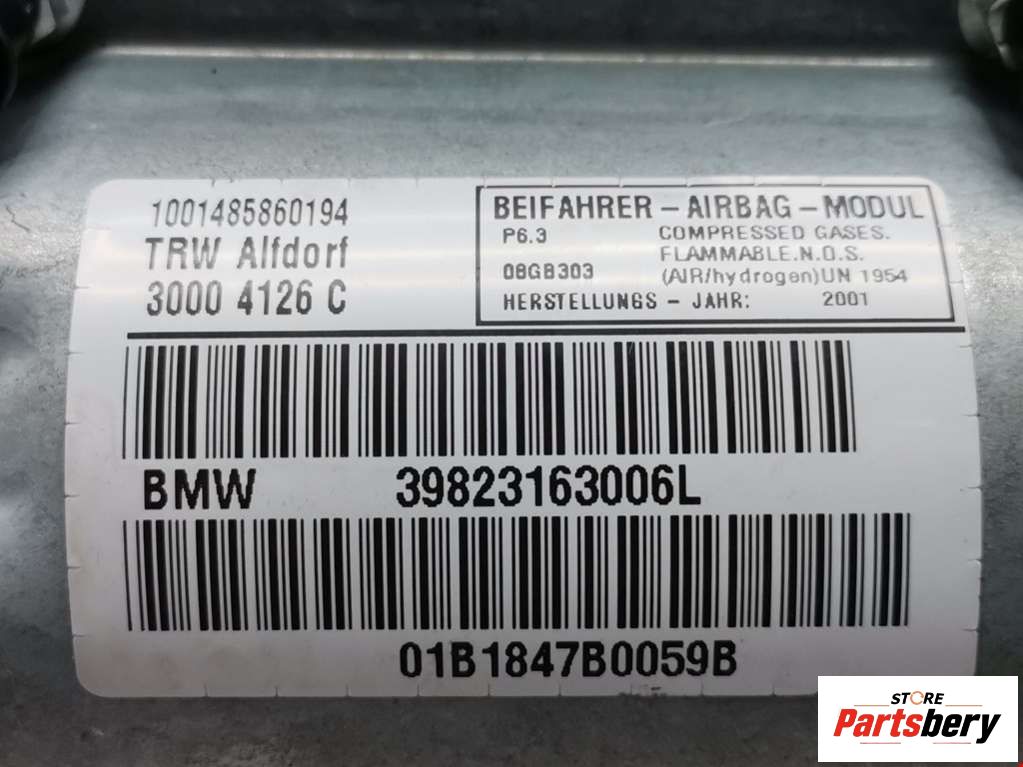 1001485860194
TRW Alfdorf
3000 4126 C
BEIFAHRER - AIRBAG - MODUL
P6.3 COMPRESSED GASES.
FLAMMABLE.N.O.S.
08GB303 (AIR/hydrogen)UN 1954
HERSTELLUNGS - JAHR: 2001
BMW 39823163006L
01B1847B0059B
STORE
Partsbery